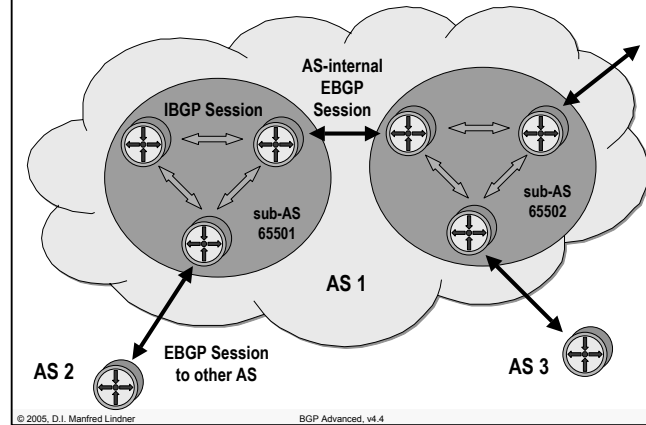 AS-internal
EBGP
Session
IBGP Session
sub-AS
65501
sub-AS
65502
AS 1
AS 2
EBGP Session
to other AS
AS 3
© 2005, D.I. Manfred Lindner
BGP Advanced, v4.4